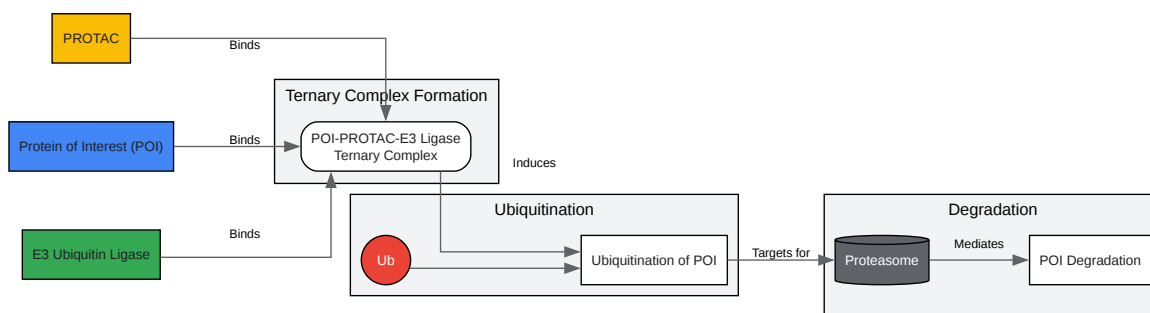 PROTAC
Binds
Ternary Complex Formation
Protein of Interest (POI)
Binds
POI-PROTAC-E3 Ligase
Ternary Complex
Induces
E3 Ubiquitin Ligase
Binds
Ubiquitination
Ub
Ubiquitination of POI
Targets for
Degradation
Proteasome
Mediates
POI Degradation